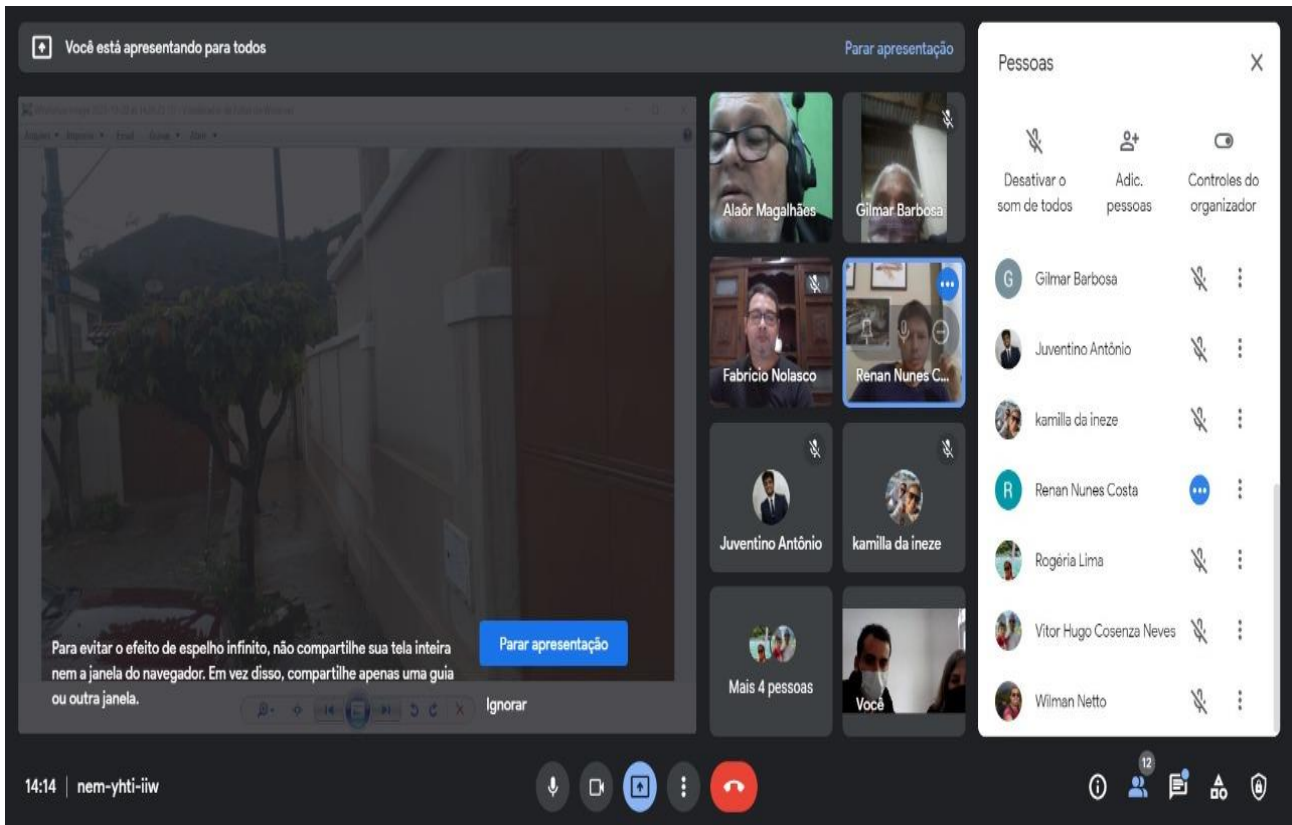 Você está apresentando para todos
Parar apresentação
Alaôr Magalhães
Gilmar Barbosa
Fabricio Nolasco
Renan Nunes C...
Juventino Antônio
kamilla da ineze
Mais 4 pessoas
Você
Para evitar o efeito de espelho infinito, não compartilhe sua tela inteira
nem a janela do navegador. Em vez disso, compartilhe apenas uma guia
ou outra janela.
Parar apresentação
Ignorar
Pessoas
Desativar o
som de todos
Adic.
pessoas
Controles do
organizador
G
Gilmar Barbosa
Juventino Antônio
kamilla da ineze
R
Renan Nunes Costa
Rogéria Lima
Vitor Hugo Cosenza Neves
Wilman Netto
14:14 | nem-yhti-iiw
12